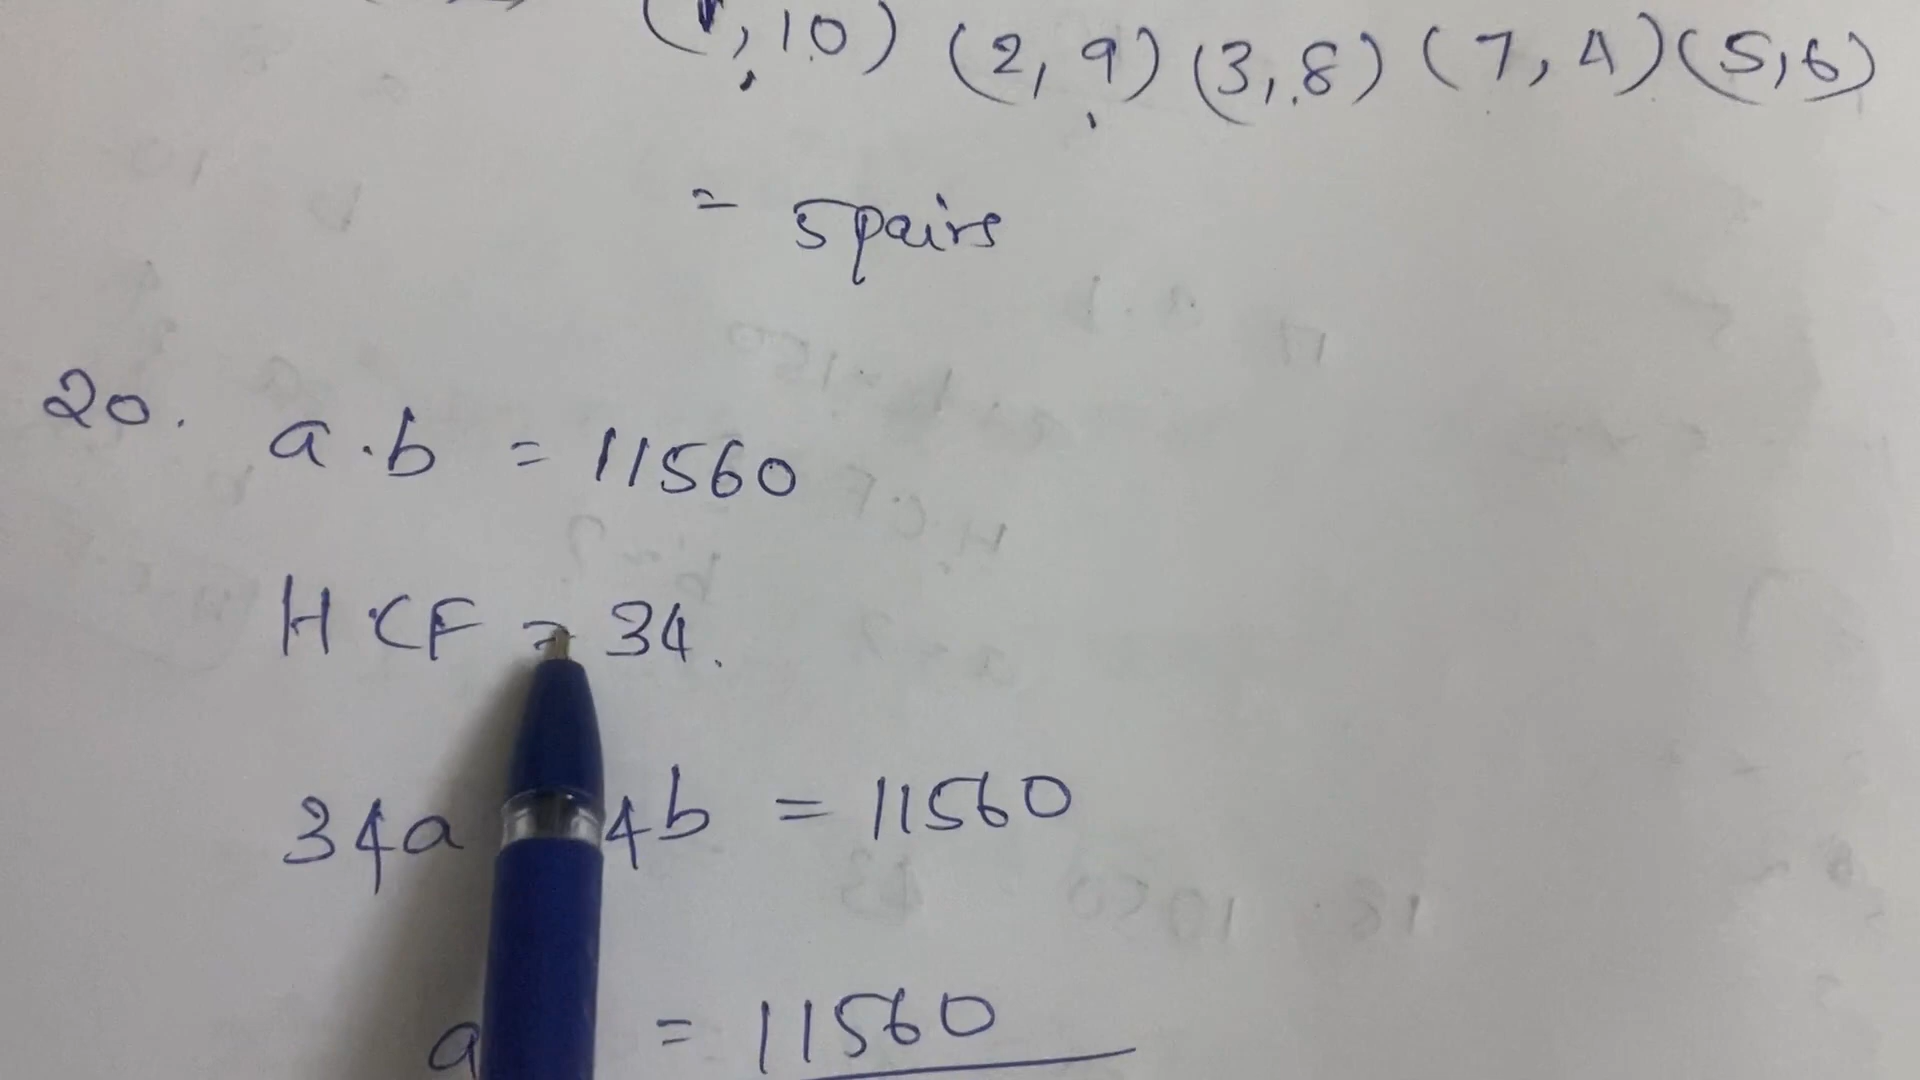 (1,10) (2,9) (3,8) (7,4) (5,6)
= 5 pairs
20. a.b = 11560
H.CF = 34.
34a 4b = 11560
a = 11560